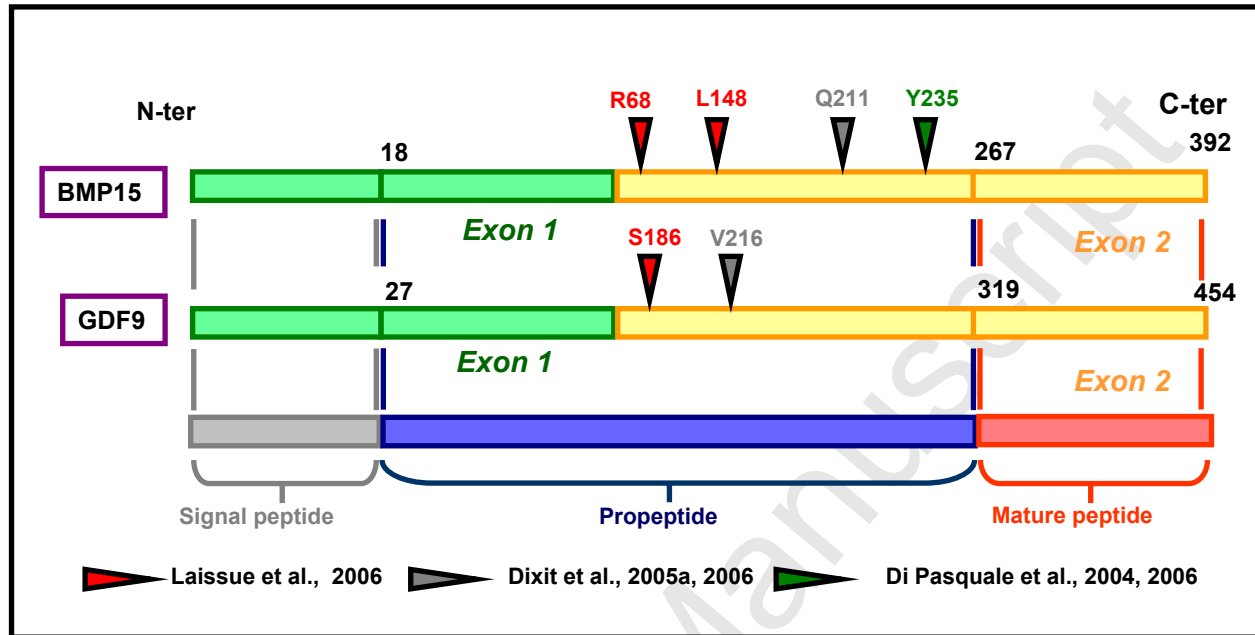 R68 L148 Q211 Y235
N-ter C-ter
18 267 392
BMP15
Exon 1 Exon 2
S186 V216
27 319 454
GDF9
Exon 1 Exon 2
Signal peptide Propeptide Mature peptide
Laissue et al., 2006 Dixit et al., 2005a, 2006 Di Pasquale et al., 2004, 2006
Manuscript